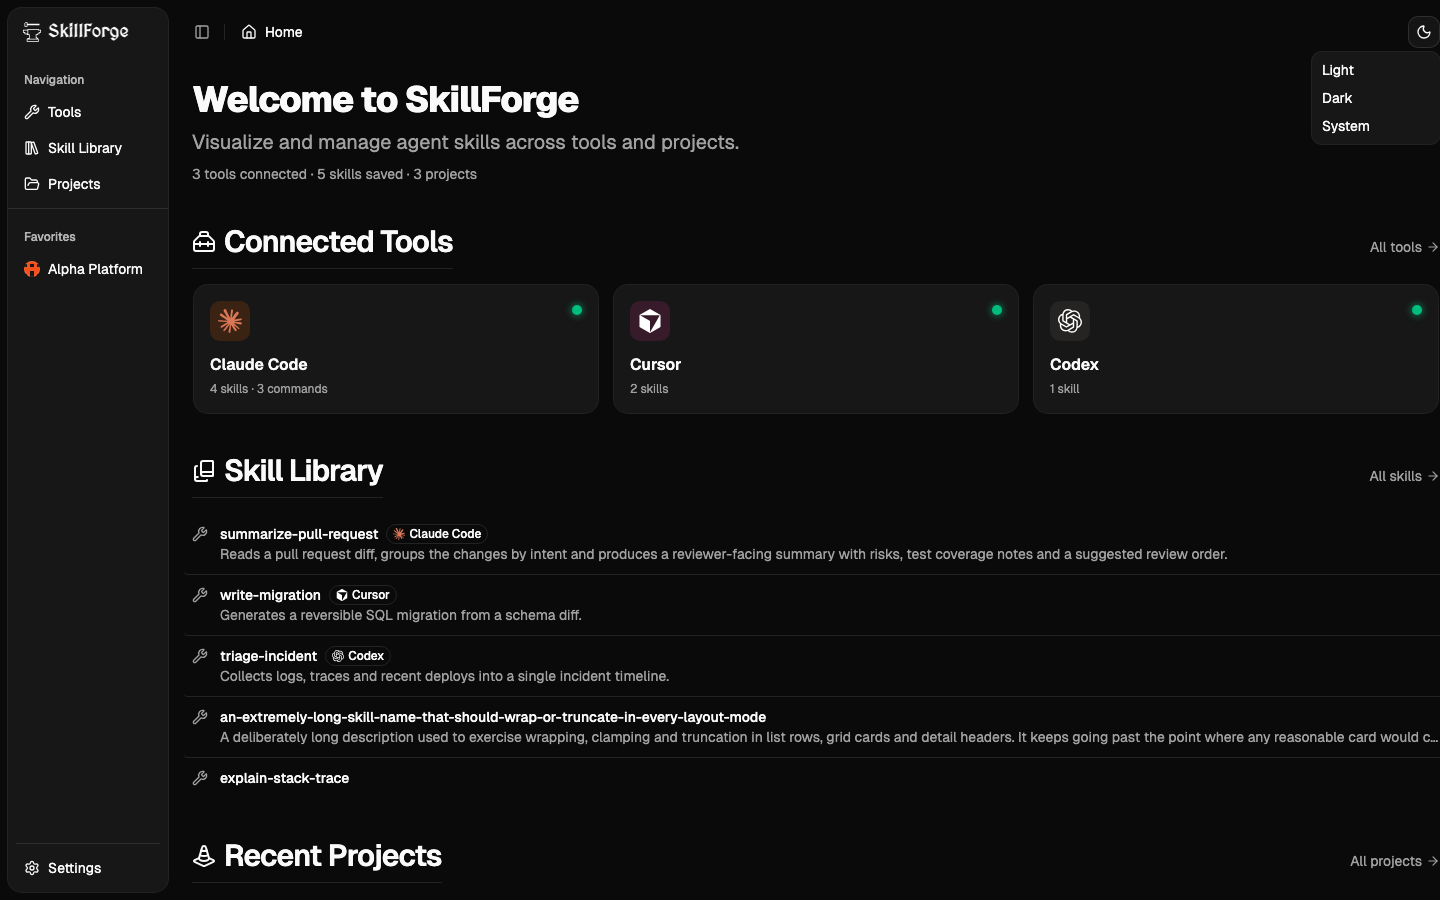 SkillForge
Navigation
Tools
Skill Library
Projects
Favorites
Alpha Platform
Settings
Home
Light
Dark
System
Welcome to SkillForge
Visualize and manage agent skills across tools and projects.
3 tools connected · 5 skills saved · 3 projects
Connected Tools
All tools →
Claude Code
4 skills · 3 commands
Cursor
2 skills
Codex
1 skill
Skill Library
All skills →
summarize-pull-request Claude Code
Reads a pull request diff, groups the changes by intent and produces a reviewer-facing summary with risks, test coverage notes and a suggested review order.
write-migration Cursor
Generates a reversible SQL migration from a schema diff.
triage-incident Codex
Collects logs, traces and recent deploys into a single incident timeline.
an-extremely-long-skill-name-that-should-wrap-or-truncate-in-every-layout-mode
A deliberately long description used to exercise wrapping, clamping and truncation in list rows, grid cards and detail headers. It keeps going past the point where any reasonable card would c...
explain-stack-trace
Recent Projects
All projects →